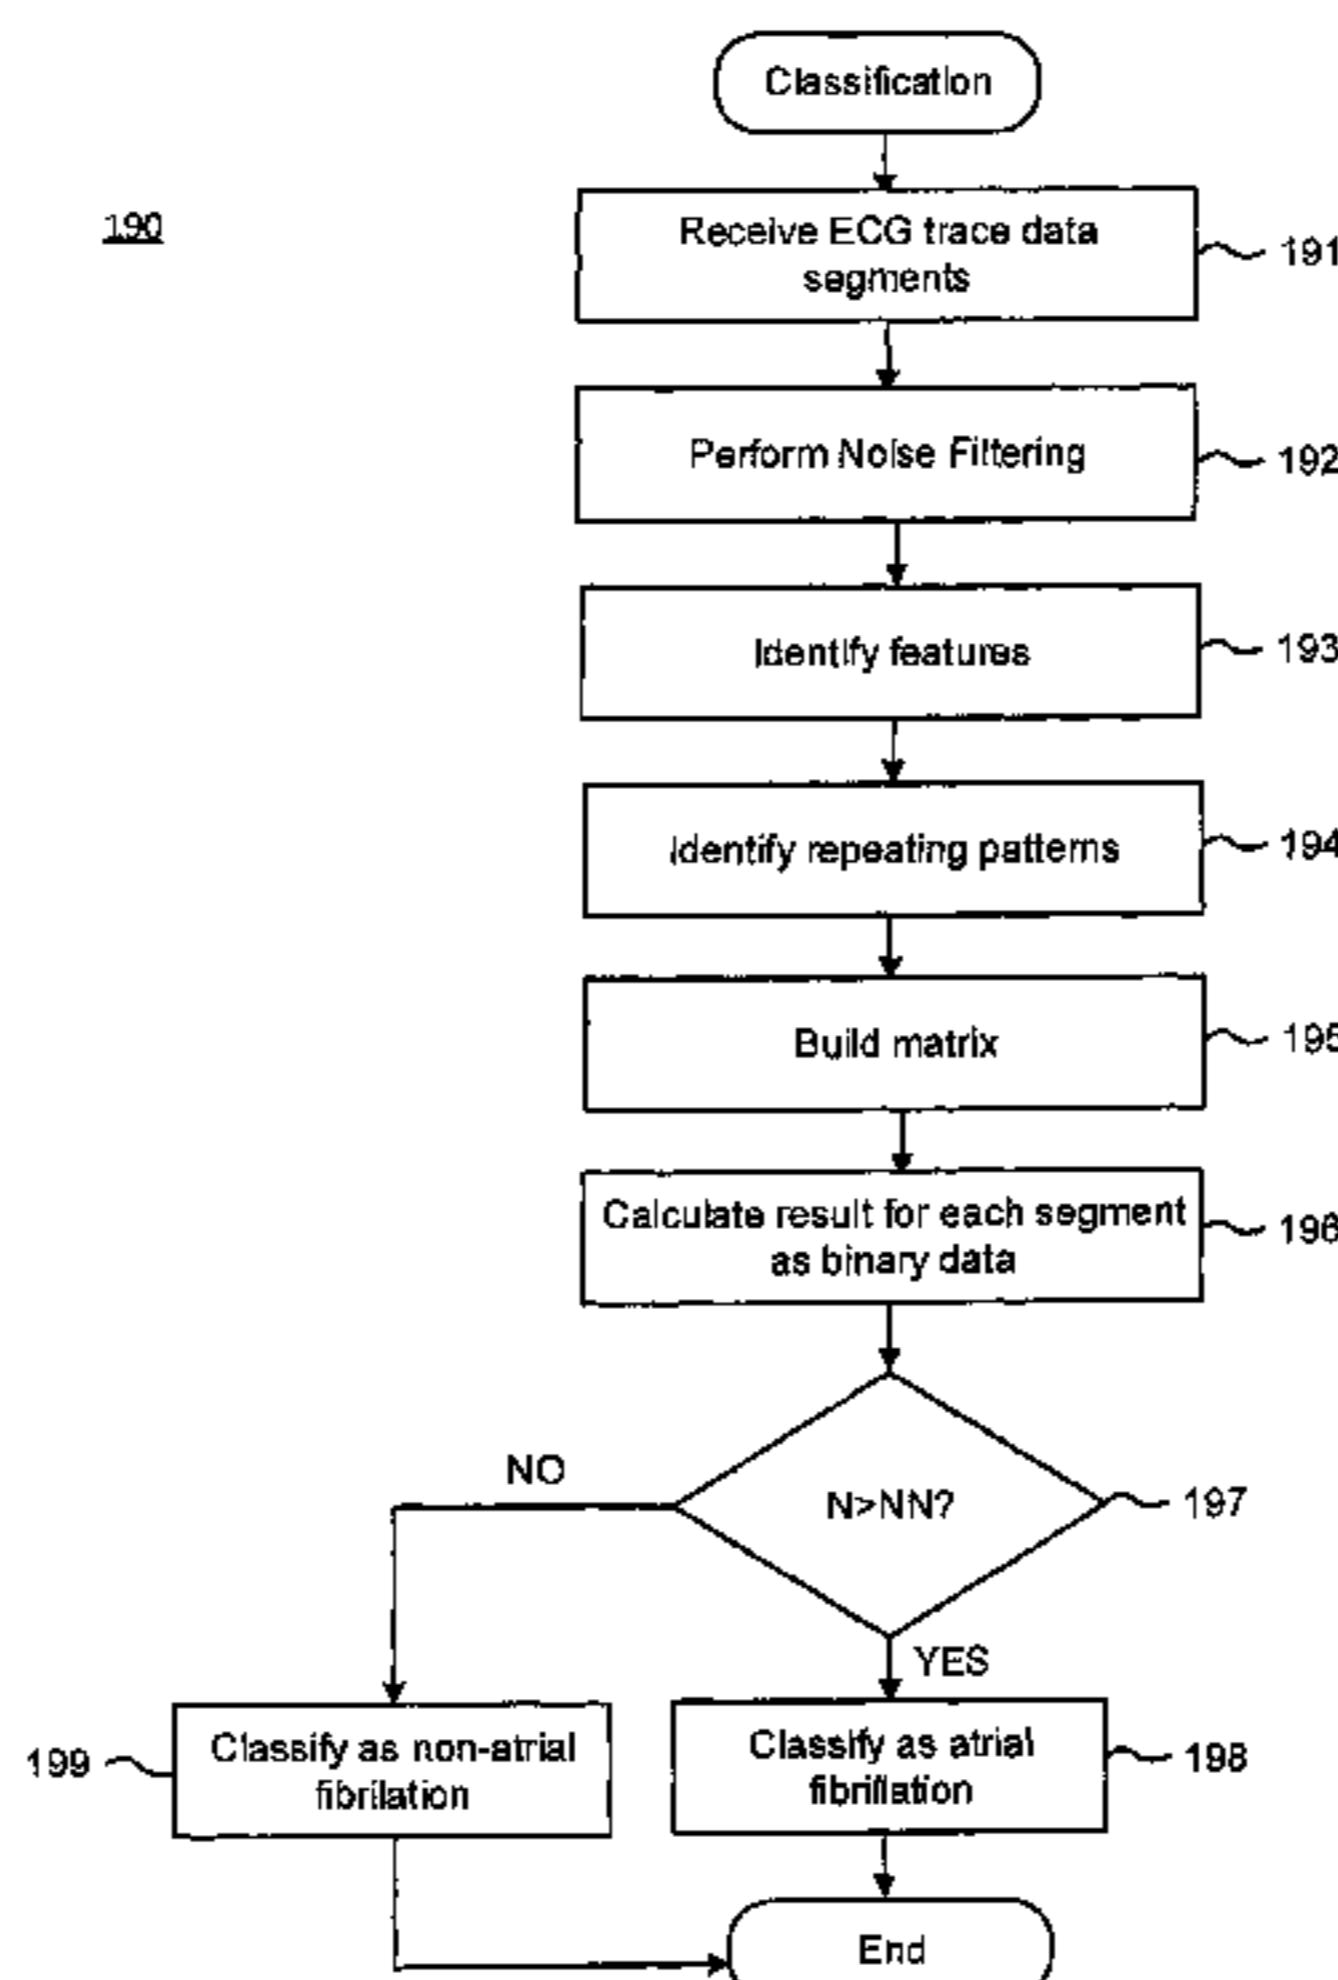 Classification
190
Receive ECG trace data
segments
191
Perform Noise Filtering
192
Identify features
193
Identify repeating patterns
194
Build matrix
195
Calculate result for each segment
as binary data
196
NO
N>NN?
197
YES
199
Classify as non-atrial
fibrilation
Classify as atrial
fibrillation
198
End